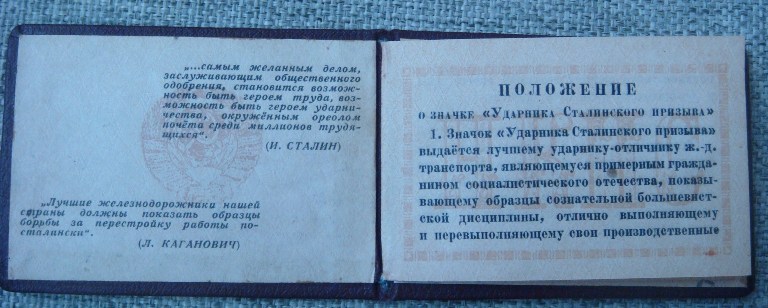 „...самым желанным делом,
заслуживающим общественного
одобрения, становится возмож-
ность быть героем труда, воз-
можность быть героем ударни-
чества, окружённым ореолом
почёта среди миллионов трудя-
щихся“.
(И. СТАЛИН)
„Лучшие железнодорожники нашей
страны должны показать образцы
борьбы за перестройку работы по-
сталински“.
(Л. КАГАНОВИЧ)
ПОЛОЖЕНИЕ
о значке «Ударника Сталинского призыва»
1. Значок «Ударника Сталинского призыва»
выдаётся лучшему ударнику-отличнику ж.-д.
транспорта, являющемуся примерным гражда-
нином социалистического отечества, показы-
вающему образцы сознательной большевист-
ской дисциплины, отлично выполняющему
и перевыполняющему свои производственные